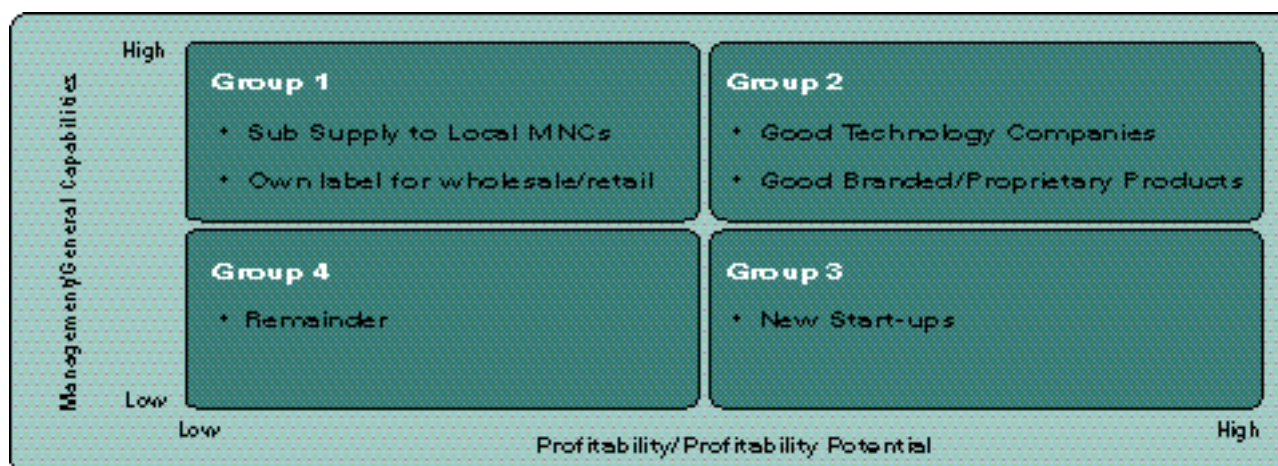 Management/General Capabilities
High
Group 1
• Sub Supply to Local MNCs
• Own label for wholesale/retail
Group 2
• Good Technology Companies
• Good Branded/Proprietary Products
Group 4
• Remainder
Group 3
• New Start-ups
Low
Low
Profitability/Profitability Potential
High